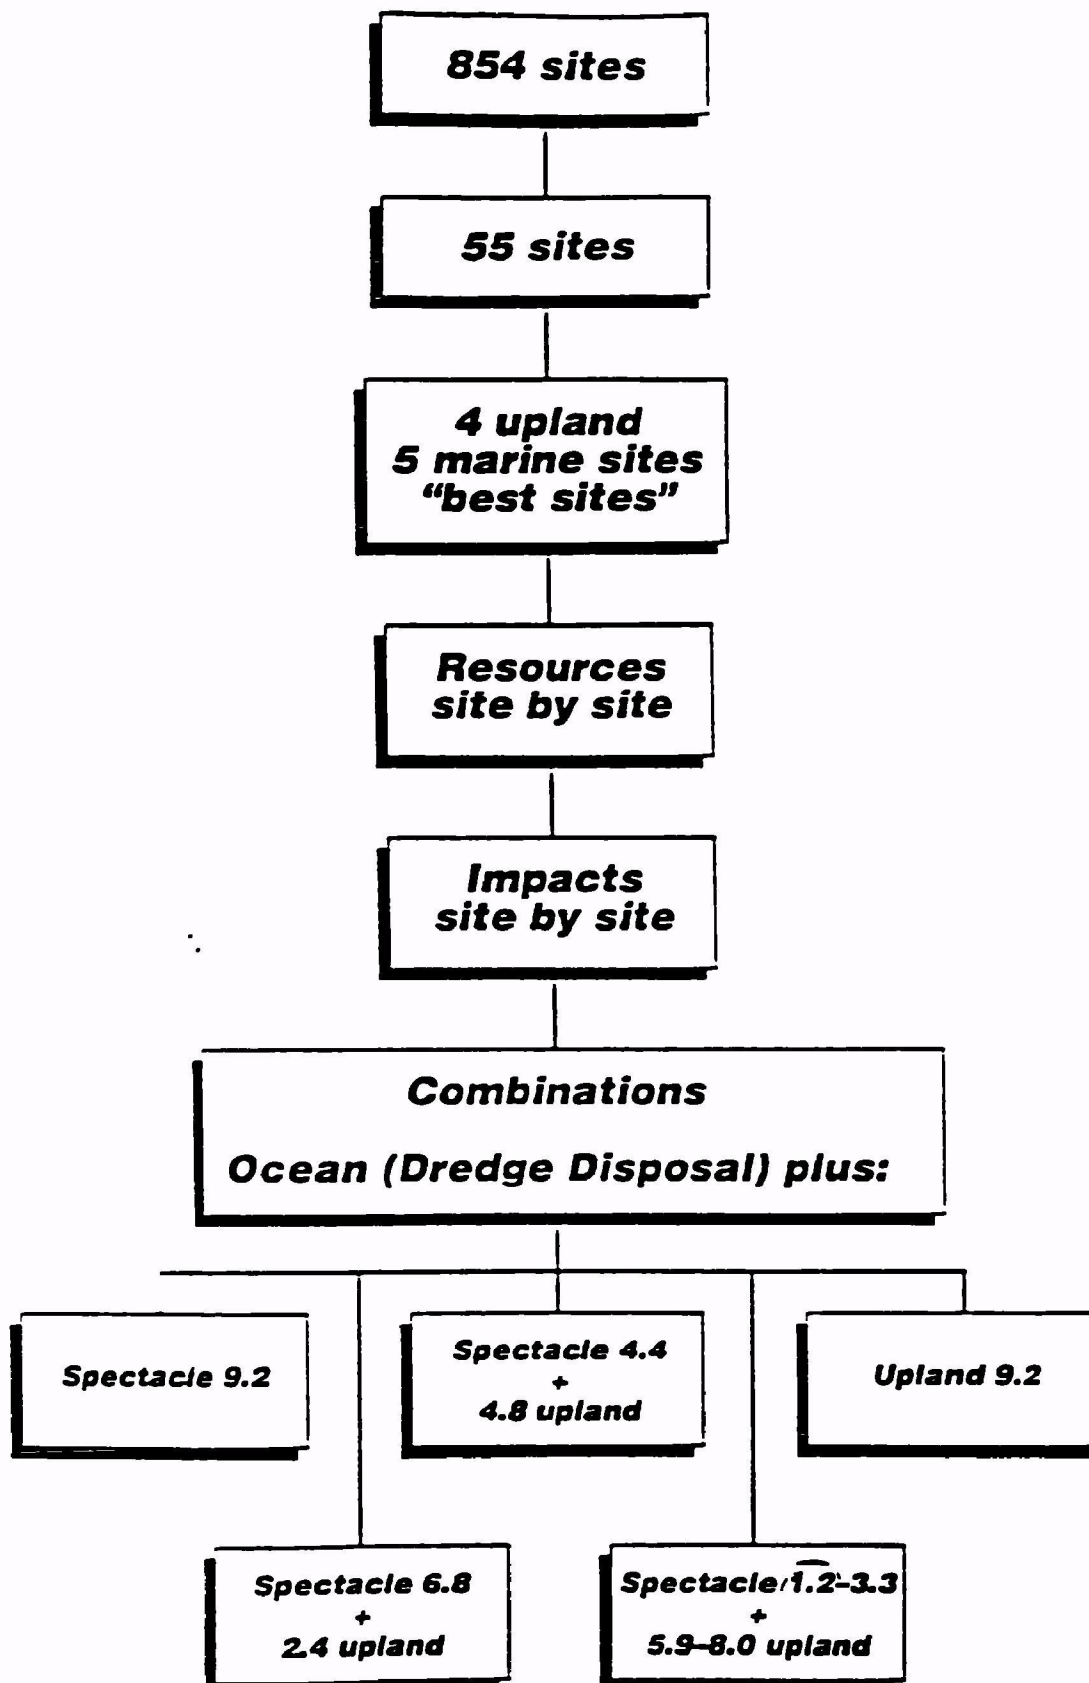 854 sites
55 sites
4 upland
5 marine sites
“best sites”
Resources
site by site
Impacts
site by site
Combinations
Ocean (Dredge Disposal) plus:
Spectacle 9.2
Spectacle 4.4
+
4.8 upland
Upland 9.2
Spectacle 6.8
+
2.4 upland
Spectacle 1.2-3.3
+
5.9-8.0 upland